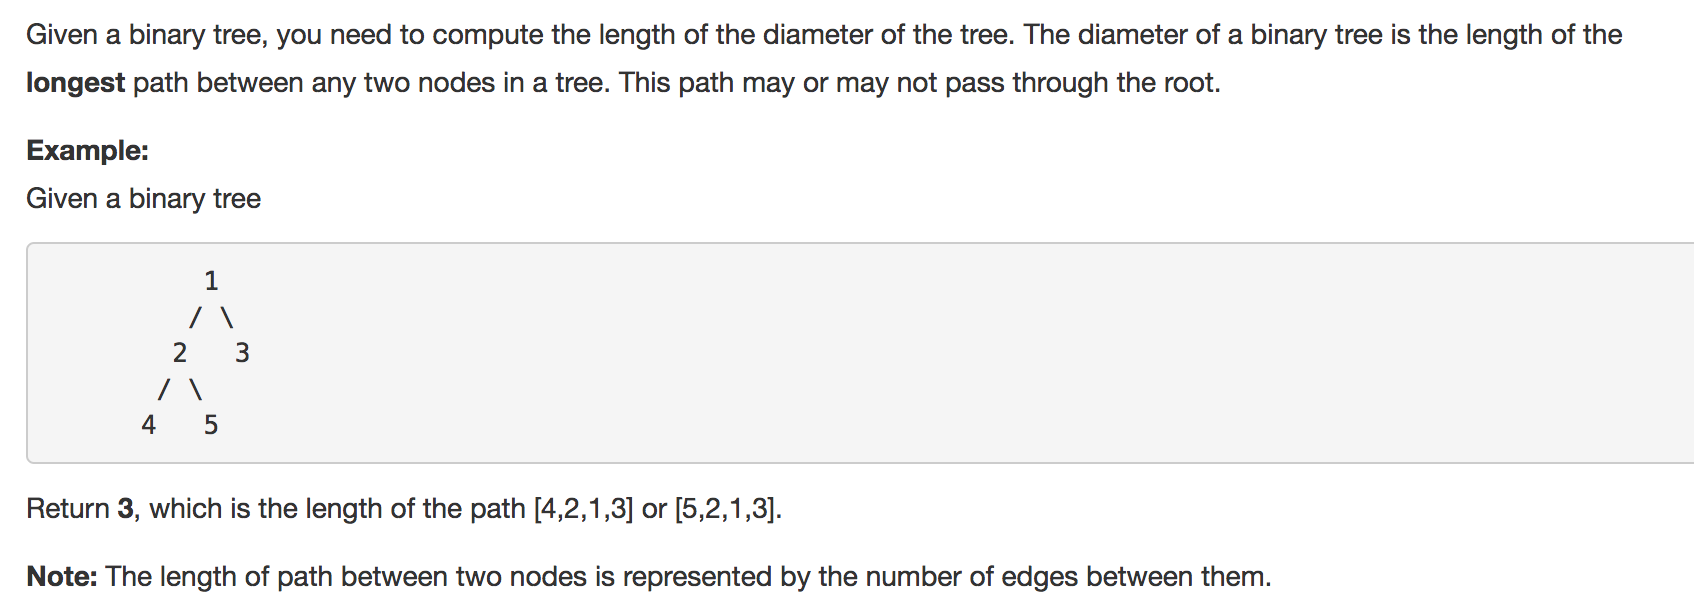 Given a binary tree, you need to compute the length of the diameter of the tree. The diameter of a binary tree is the length of the
longest path between any two nodes in a tree. This path may or may not pass through the root.
Example:
Given a binary tree
1
/ \
2   3
/ \
4   5
Return 3, which is the length of the path [4,2,1,3] or [5,2,1,3].
Note: The length of path between two nodes is represented by the number of edges between them.